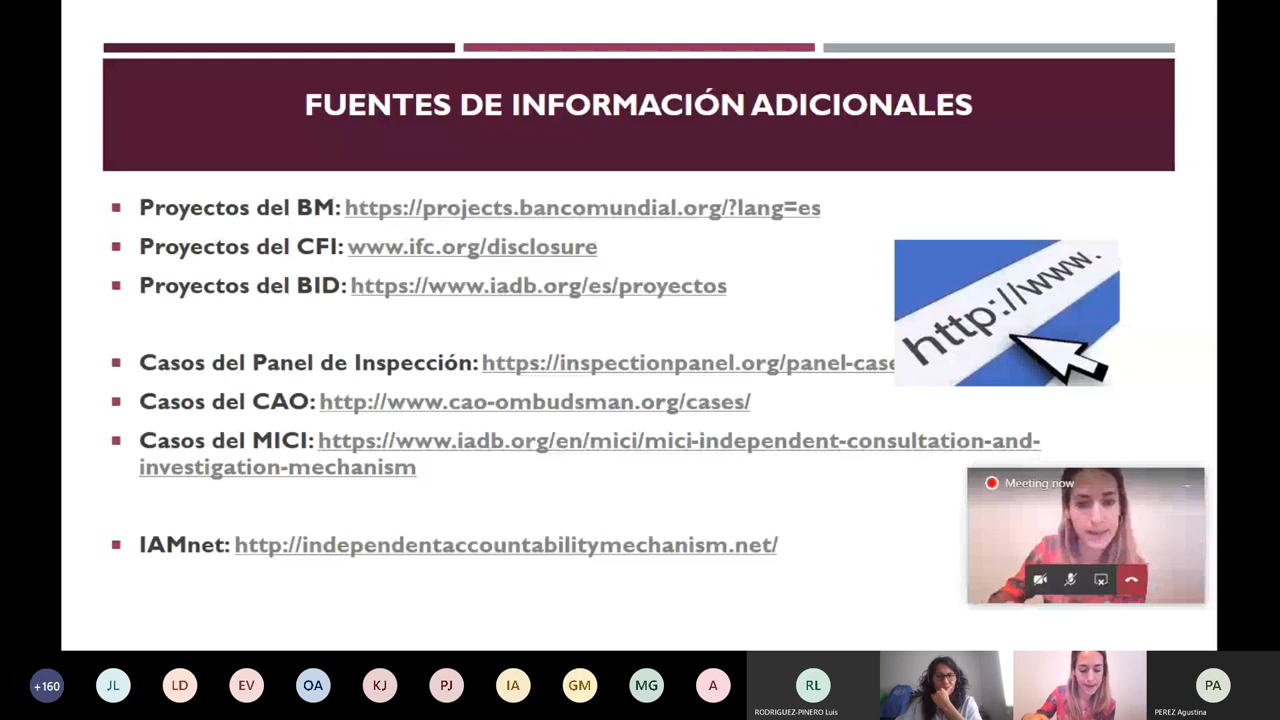 FUENTES DE INFORMACIÓN ADICIONALES
Proyectos del BM: https://projects.bancomundial.org/?lang=es
Proyectos del CFI: www.ifc.org/disclosure
Proyectos del BID: https://www.iadb.org/es/proyectos
http://www.
Casos del Panel de Inspección: https://inspectionpanel.org/panel-case
Casos del CAO: http://www.cao-ombudsman.org/cases/
Casos del MICI: https://www.iadb.org/en/mici/mici-independent-consultation-and-
investigation-mechanism
Meeting now
IAMnet: http://independentaccountabilitymechanism.net/
+160 JL LD EV OA KJ PJ IA GM MG A RL PA
RODRIGUEZ-PINERO Luis
PEREZ Agustina